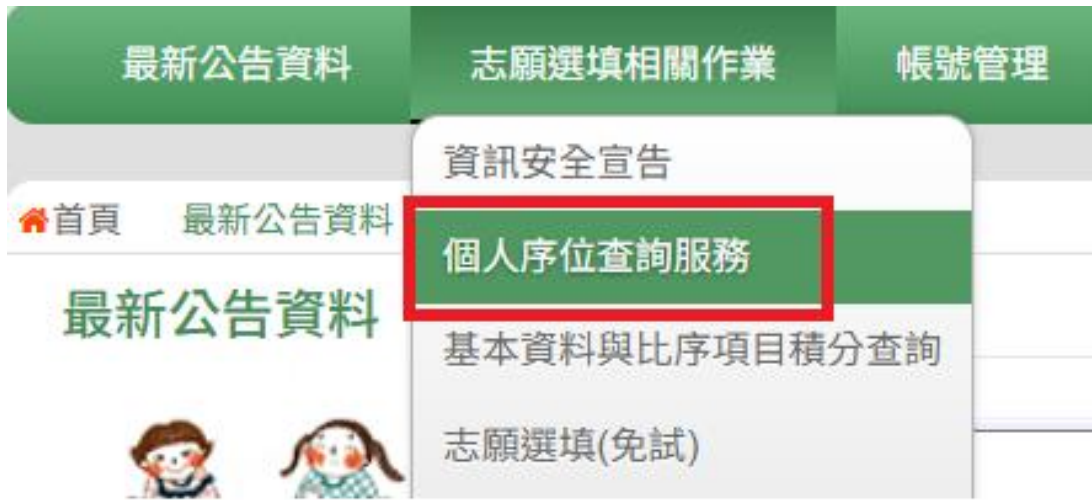 最新公告資料 志願選填相關作業 帳號管理
資訊安全宣告
首頁 最新公告資料
個人序位查詢服務
最新公告資料
基本資料與比序項目積分查詢
志願選填(免試)